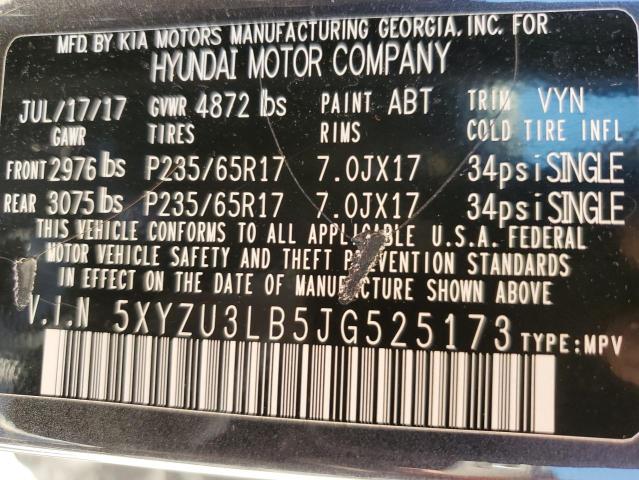 MFD. BY KIA MOTORS MANUFACTURING GEORGIA, INC. FOR
HYUNDAI MOTOR COMPANY
JUL/17/17 GVWR 4872 lbs PAINT ABT TRIM VYN
GAWR TIRES RIMS COLD TIRE INFL
FRONT 2976 lbs P235/65R17 7.0JX17 34psi SINGLE
REAR 3075 lbs P235/65R17 7.0JX17 34psi SINGLE
THIS VEHICLE CONFORMS TO ALL APPLICABLE U.S.A. FEDERAL
MOTOR VEHICLE SAFETY AND THEFT PREVENTION STANDARDS
IN EFFECT ON THE DATE OF MANUFACTURE SHOWN ABOVE
V.I.N 5XYZU3LB5JG525173 TYPE:MPV